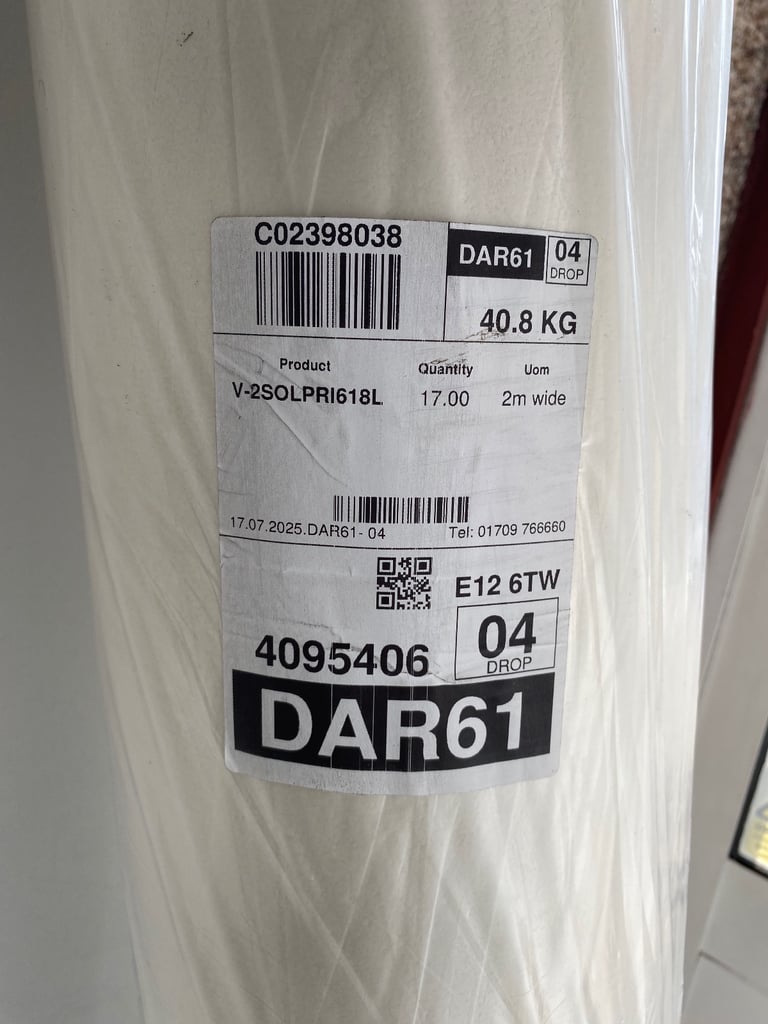 C02398038
DAR61 04
DROP
40.8 KG
Product Quantity Uom
V-2SOLPRI618L 17.00 2m wide
17.07.2025.DAR61- 04 Tel: 01709 766660
E12 6TW
4095406 04
DROP
DAR61